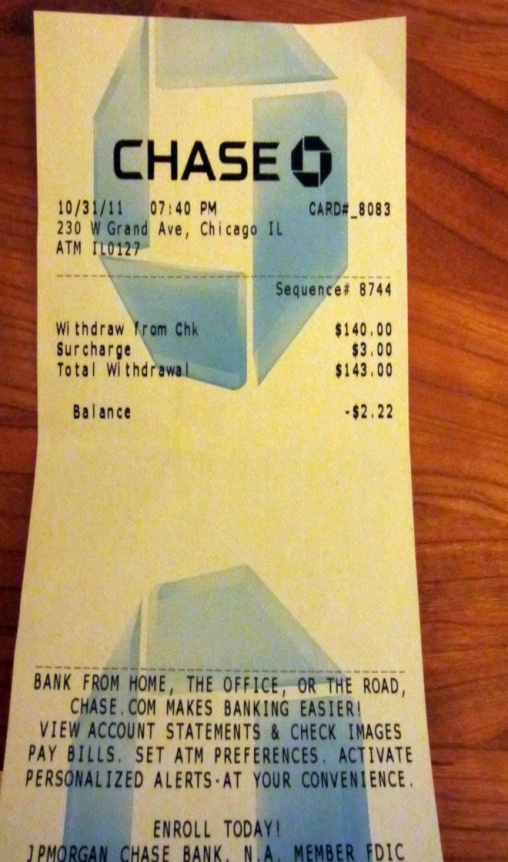 CHASE
10/31/11 07:40 PM CARD#_8083
230 W Grand Ave, Chicago IL
ATM IL0127
Sequence# 8744
Withdraw from Chk $140.00
Surcharge $3.00
Total Withdrawal $143.00
Balance -$2.22
BANK FROM HOME, THE OFFICE, OR THE ROAD,
CHASE.COM MAKES BANKING EASIER!
VIEW ACCOUNT STATEMENTS & CHECK IMAGES
PAY BILLS. SET ATM PREFERENCES. ACTIVATE
PERSONALIZED ALERTS-AT YOUR CONVENIENCE.
ENROLL TODAY!
JPMORGAN CHASE BANK, N.A. MEMBER FDIC